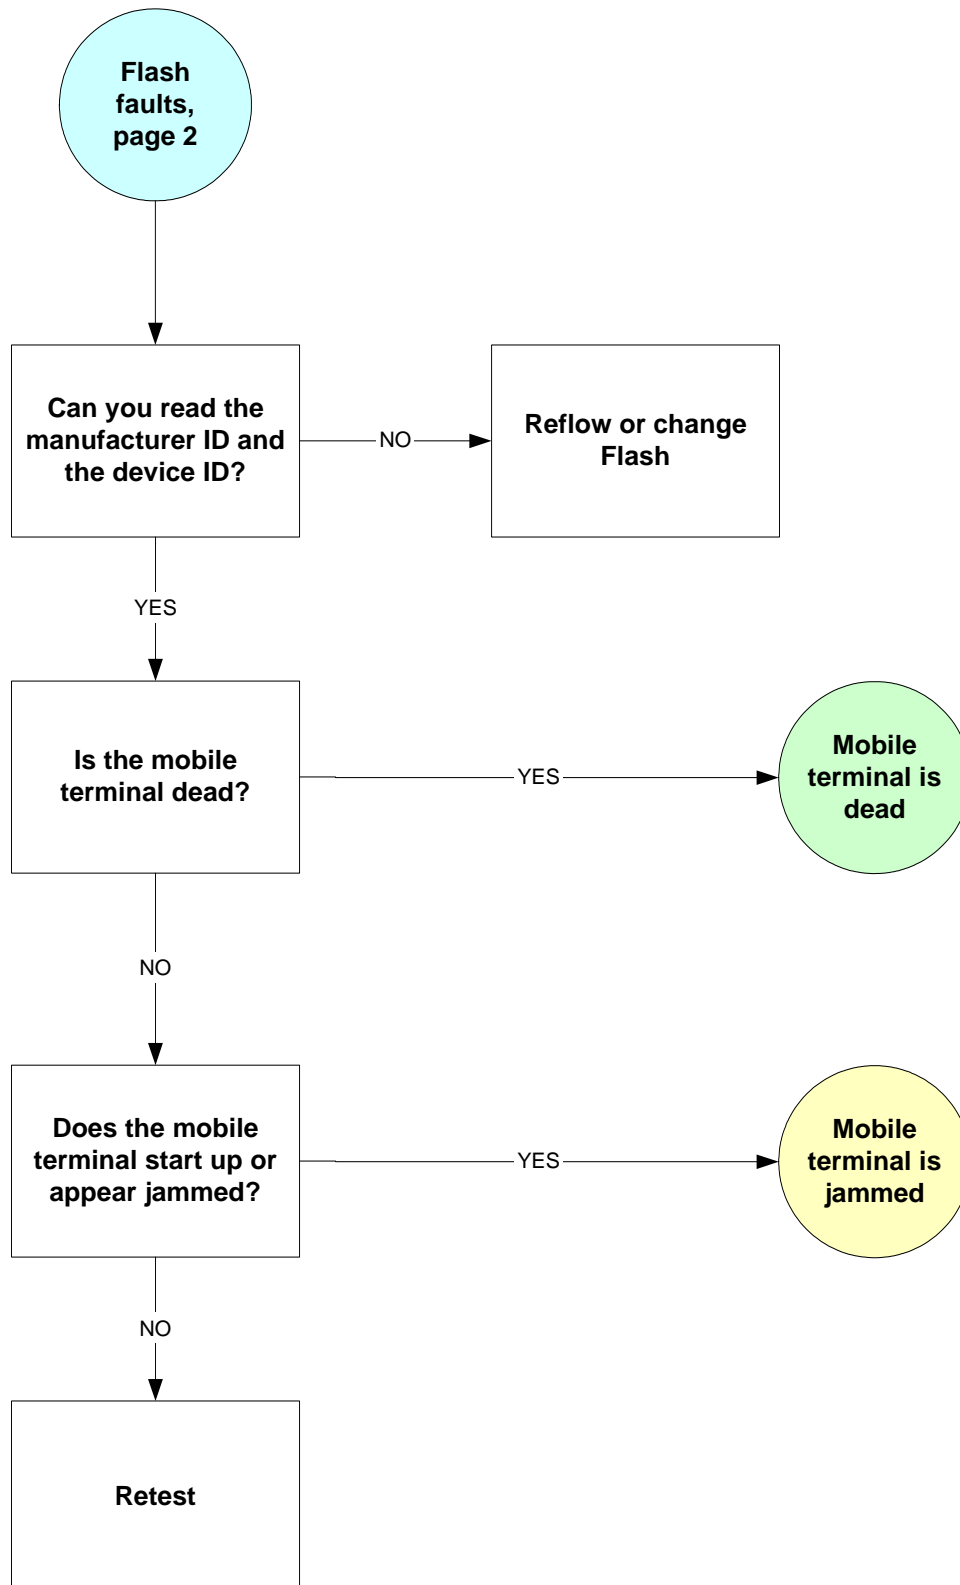 Flash
faults,
page 2
Can you read the
manufacturer ID and
the device ID?
NO
Reflow or change
Flash
YES
Is the mobile
terminal dead?
YES
Mobile
terminal is
dead
NO
Does the mobile
terminal start up or
appear jammed?
YES
Mobile
terminal is
jammed
NO
Retest